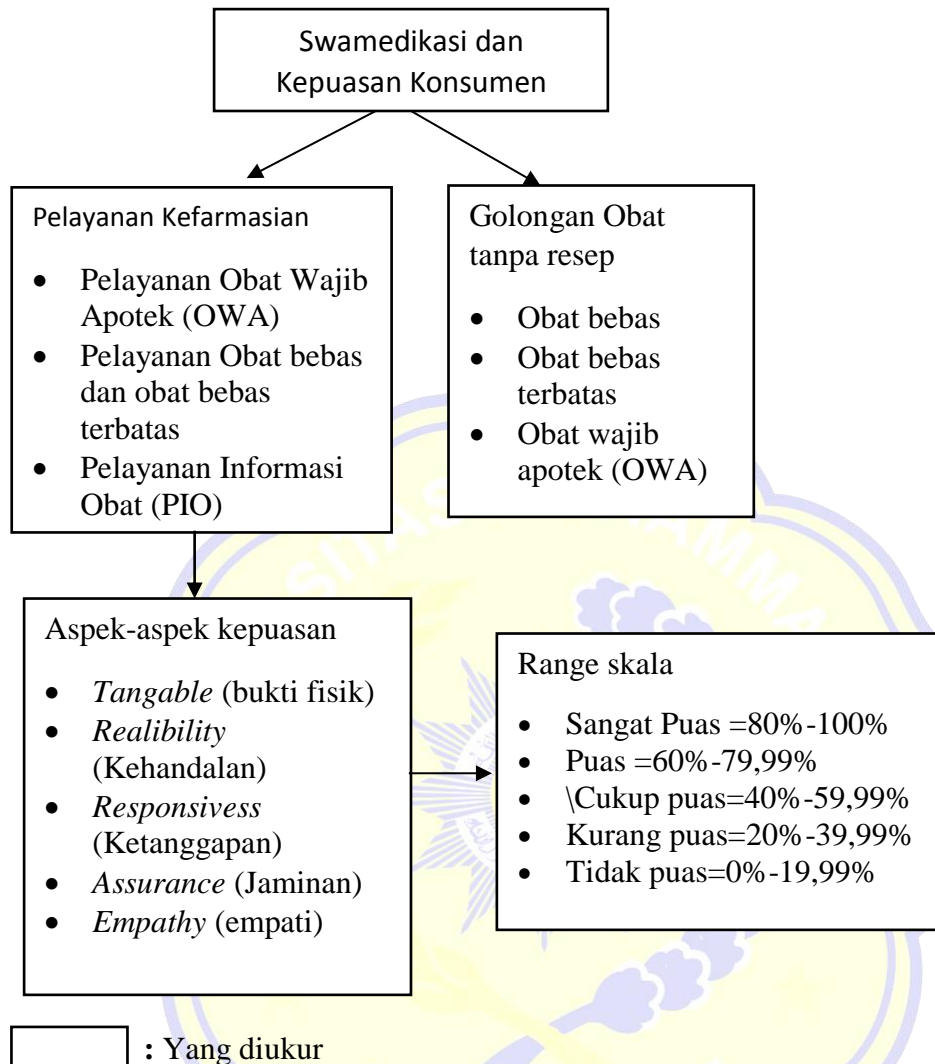 Swamedikasi dan
Kepuasan Konsumen
Pelayanan Kefarmasian
• Pelayanan Obat Wajib
Apotek (OWA)
• Pelayanan Obat bebas
dan obat bebas
terbatas
• Pelayanan Informasi
Obat (PIO)
Golongan Obat
tanpa resep
• Obat bebas
• Obat bebas
terbatas
• Obat wajib
apotek (OWA)
Aspek-aspek kepuasan
• Tangable (bukti fisik)
• Realibility
(Kehandalan)
• Responsivess
(Ketanggapan)
• Assurance (Jaminan)
• Empathy (empati)
Range skala
• Sangat Puas =80%-100%
• Puas =60%-79,99%
• \Cukup puas=40%-59,99%
• Kurang puas=20%-39,99%
• Tidak puas=0%-19,99%
: Yang diukur